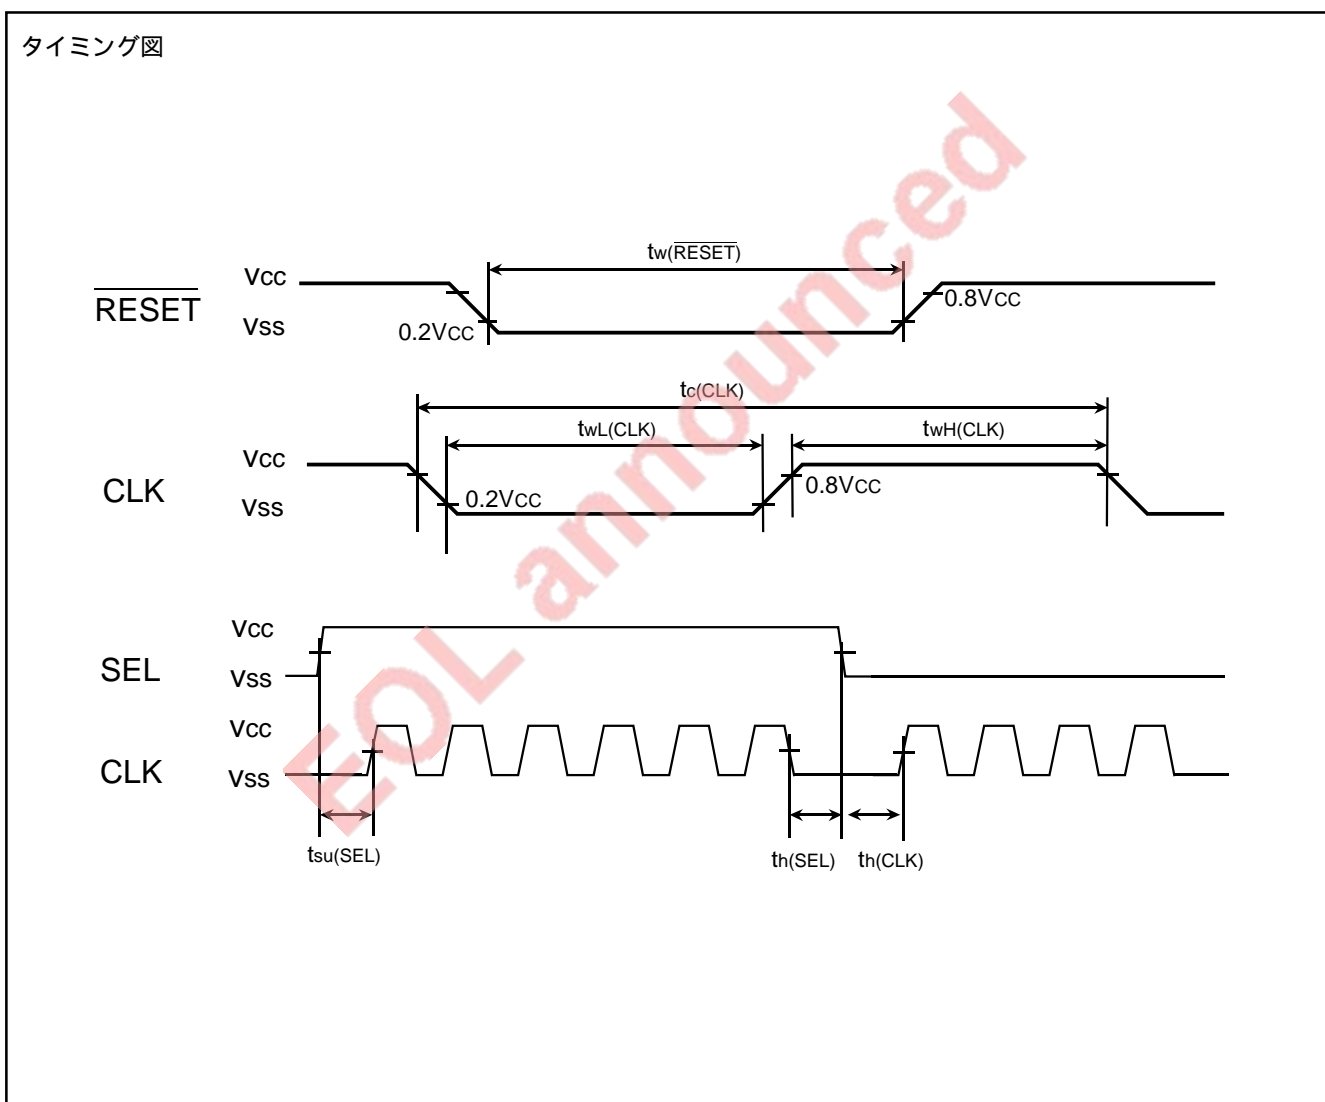 タイミング図
tw(RESET)
VCC
RESET
0.8VCC
VSS
0.2VCC
tc(CLK)
twL(CLK)
twH(CLK)
VCC
CLK
0.2VCC
0.8VCC
VSS
VCC
SEL
VSS
VCC
CLK
VSS
tsu(SEL)
th(SEL)
th(CLK)
EOL announced